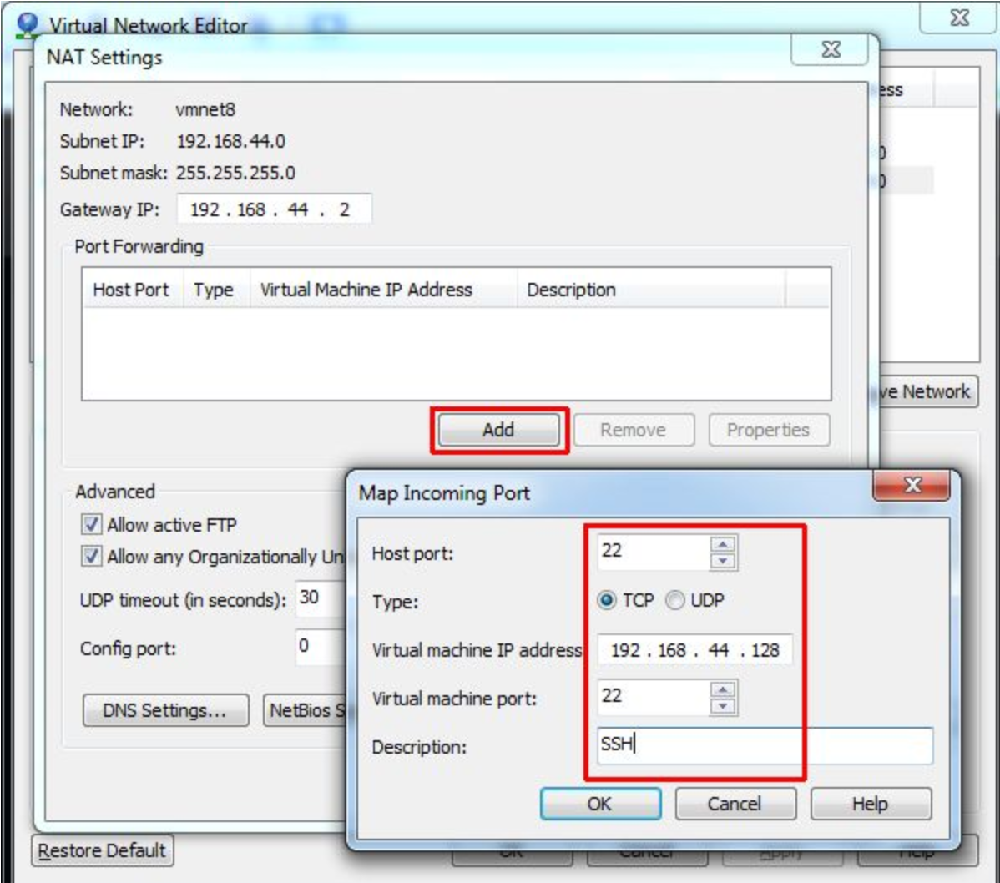 Virtual Network Editor
NAT Settings
Network: vmnet8
Subnet IP: 192.168.44.0
Subnet mask: 255.255.255.0
Gateway IP: 192 . 168 . 44 . 2
Port Forwarding
Host Port Type Virtual Machine IP Address Description
Add Remove Properties
Advanced
Allow active FTP
Allow any Organizationally Un
UDP timeout (in seconds): 30
Config port: 0
DNS Settings... NetBios S
ess
0
0
ve Network
Map Incoming Port
Host port: 22
Type: TCP UDP
Virtual machine IP address 192 . 168 . 44 . 128
Virtual machine port: 22
Description: SSH
OK Cancel Help
Restore Default OK Cancel Apply Help